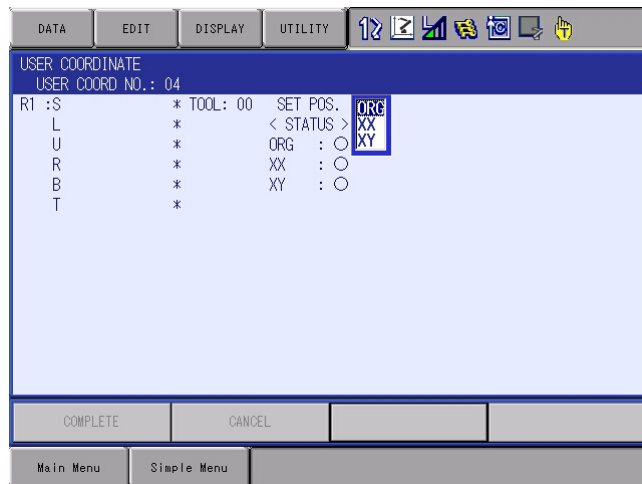 DATA EDIT DISPLAY UTILITY
USER COORDINATE
USER COORD NO.: 04
R1 :S * TOOL: 00 SET POS. ORG
L * < STATUS > XX
U * ORG : ○ XY
R * XX : ○
B * XY : ○
T *
COMPLETE CANCEL
Main Menu Simple Menu